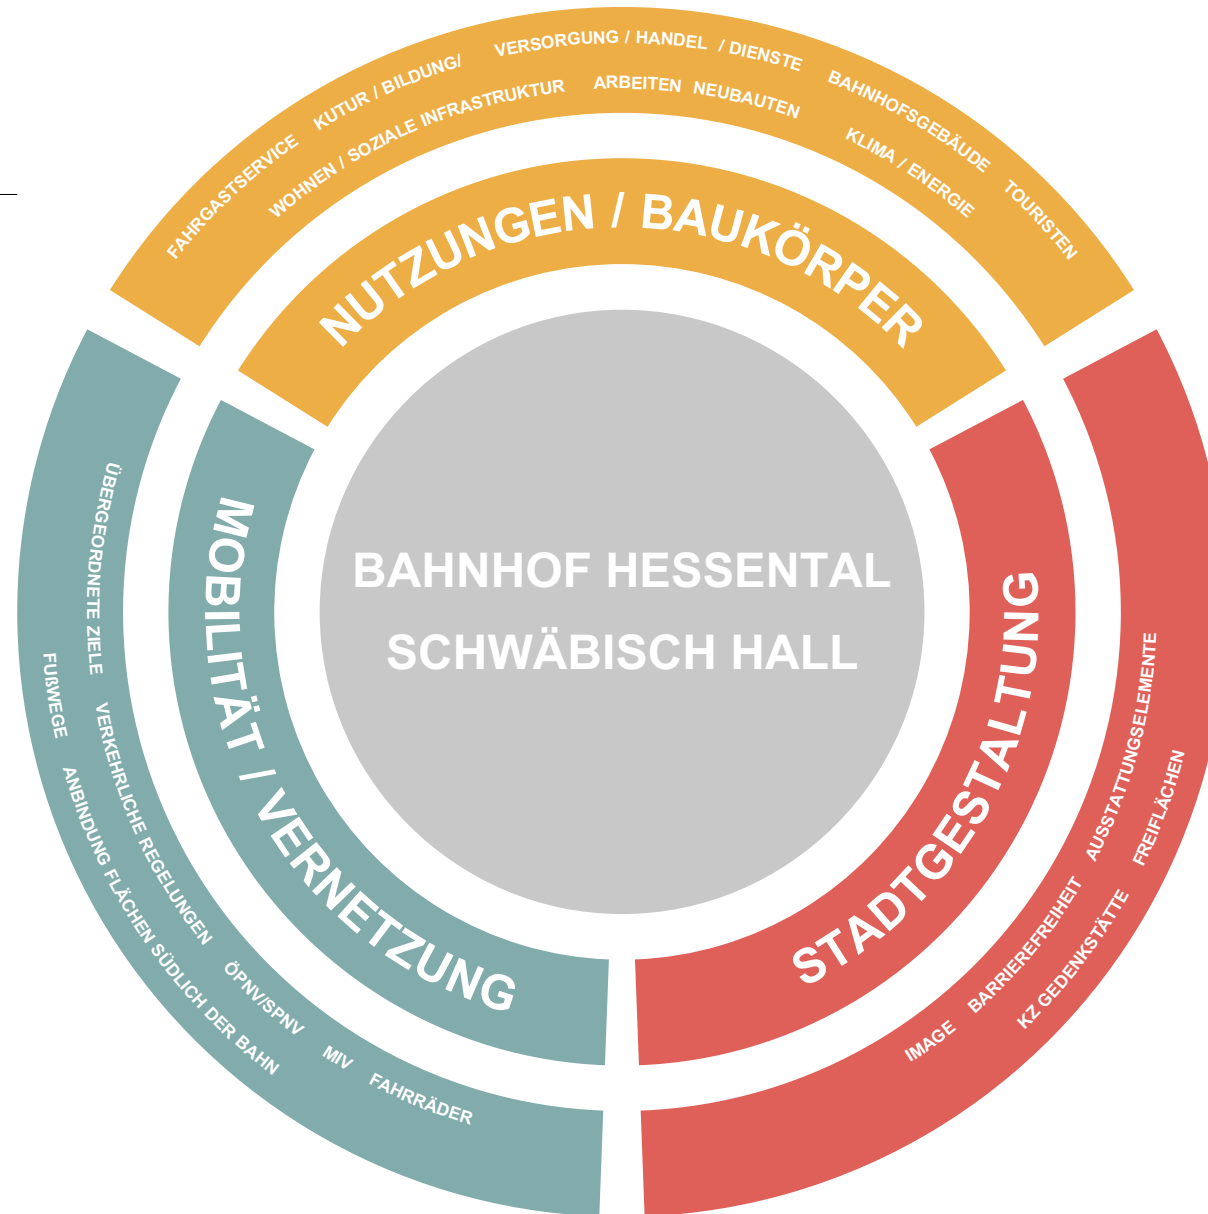 FAHRGASTSERVICE KUTUR / BILDUNG/ VERSORGUNG / HANDEL / DIENSTE BAHNHOFSGEBÄUDE TOURISTEN
WOHNEN / SOZIALE INFRASTRUKTUR ARBEITEN NEUBAUTEN KLIMA / ENERGIE
NUTZUNGEN / BAUKÖRPER
BAHNHOF HESSENTAL
SCHWÄBISCH HALL
MOBILITÄT / VERNETZUNG
ÜBERGEORDNETE ZIELE VERKEHRLICHE REGELUNGEN ÖPNV/SPNV MIV FAHRRÄDER
FUßWEGE ANBINDUNG FLÄCHEN SÜDLICH DER BAHN
STADTGESTALTUNG
IMAGE BARRIEREFREIHEIT AUSSTATTUNGSELEMENTE
KZ GEDENKSTÄTTE FREIFLÄCHEN